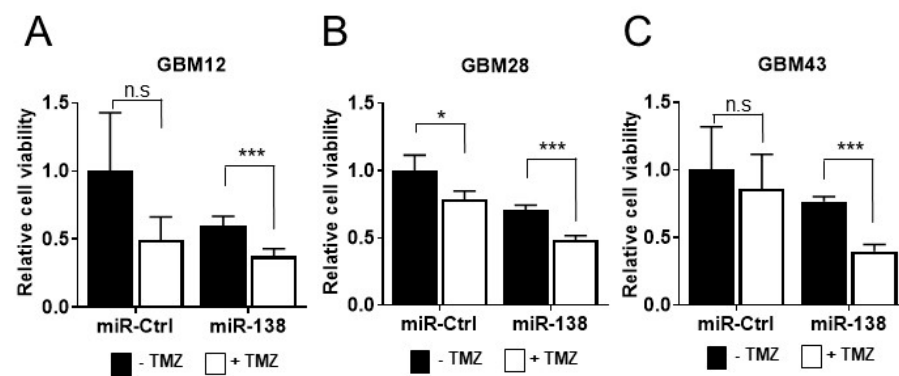 A
GBM12
n.s
***
Relative cell viability
1.5
1.0
0.5
0.0
miR-Ctrl miR-138
- TMZ + TMZ
B
GBM28
*
***
Relative cell viability
1.5
1.0
0.5
0.0
miR-Ctrl miR-138
- TMZ + TMZ
C
GBM43
n.s
***
Relative cell viability
1.5
1.0
0.5
0.0
miR-Ctrl miR-138
- TMZ + TMZ